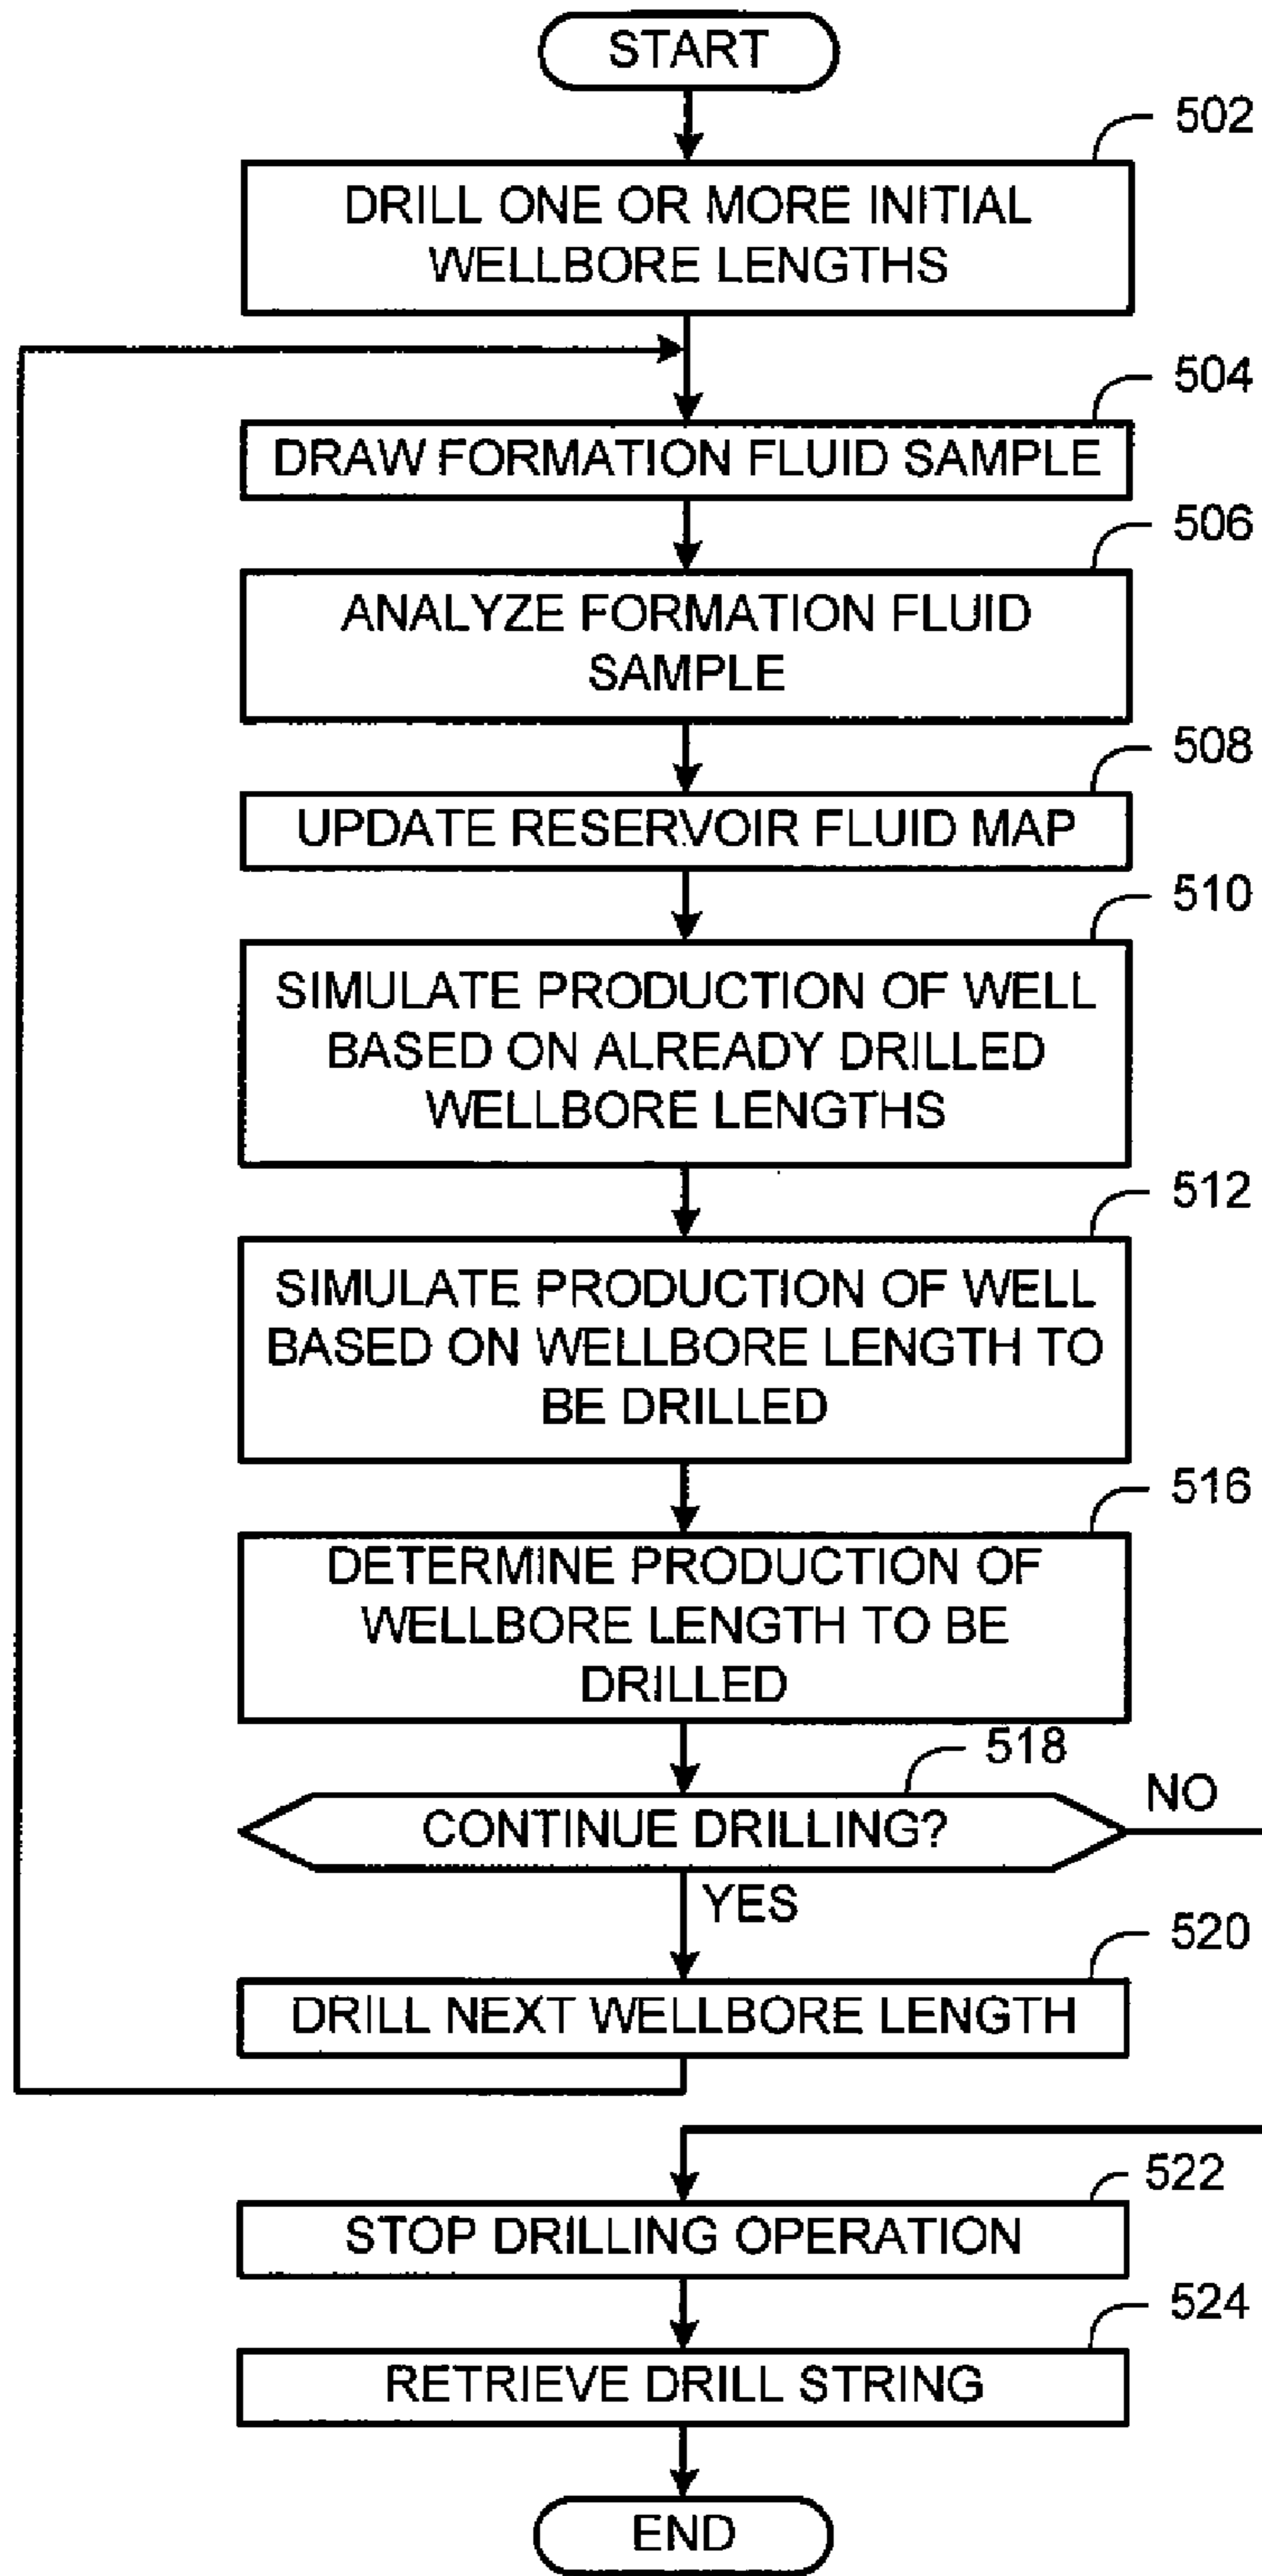 START
502
DRILL ONE OR MORE INITIAL
WELLBORE LENGTHS
504
DRAW FORMATION FLUID SAMPLE
506
ANALYZE FORMATION FLUID
SAMPLE
508
UPDATE RESERVOIR FLUID MAP
510
SIMULATE PRODUCTION OF WELL
BASED ON ALREADY DRILLED
WELLBORE LENGTHS
512
SIMULATE PRODUCTION OF WELL
BASED ON WELLBORE LENGTH TO
BE DRILLED
516
DETERMINE PRODUCTION OF
WELLBORE LENGTH TO BE
DRILLED
518
NO
CONTINUE DRILLING?
YES
520
DRILL NEXT WELLBORE LENGTH
522
STOP DRILLING OPERATION
524
RETRIEVE DRILL STRING
END